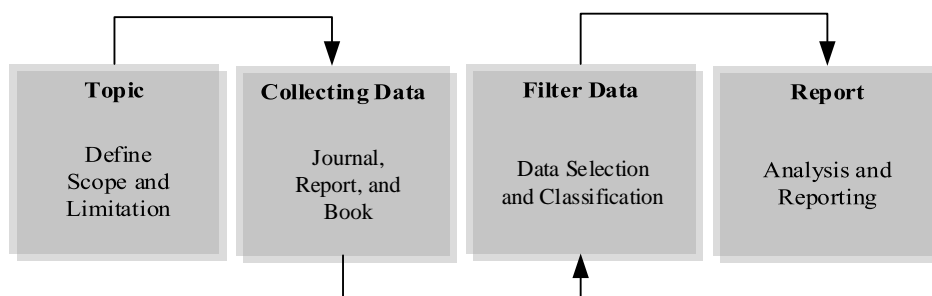 Topic
Define
Scope and
Limitation
Collecting Data
Journal,
Report, and
Book
Filter Data
Data Selection
and Classification
Report
Analysis and
Reporting